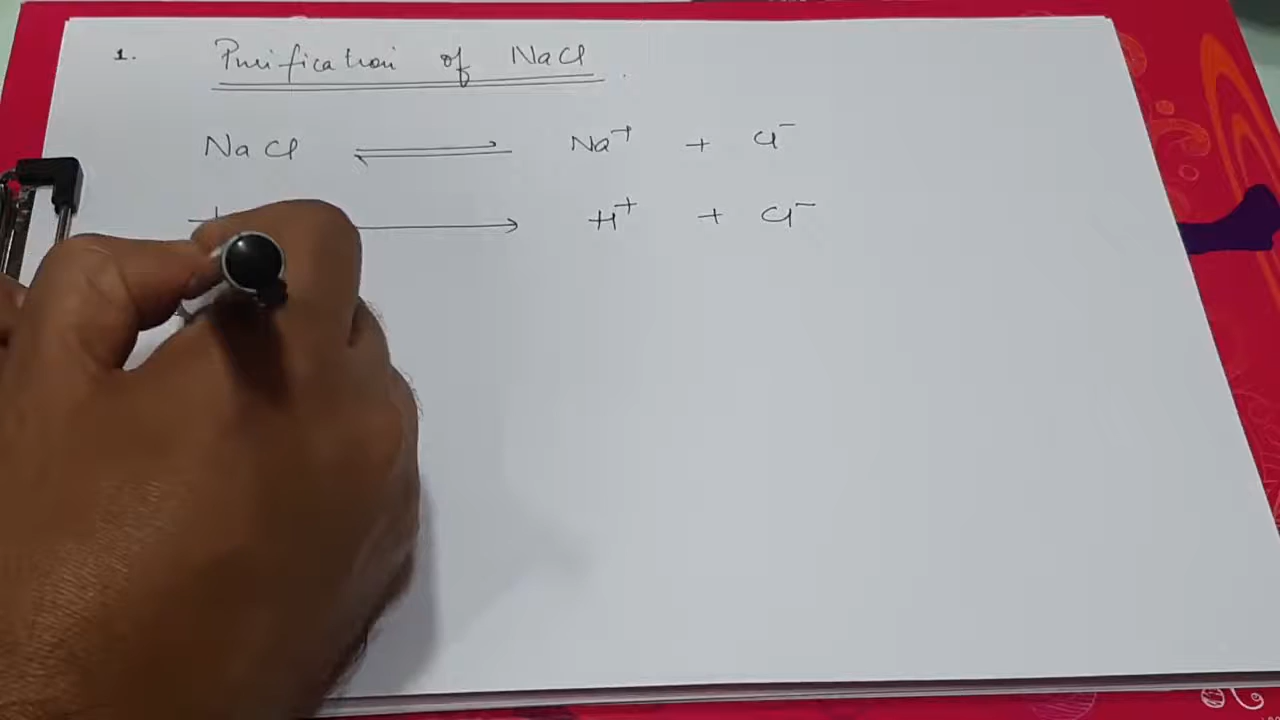 1. Purification of NaCl
NaCl ⇌ Na⁺ + Cl⁻
→ H⁺ + Cl⁻